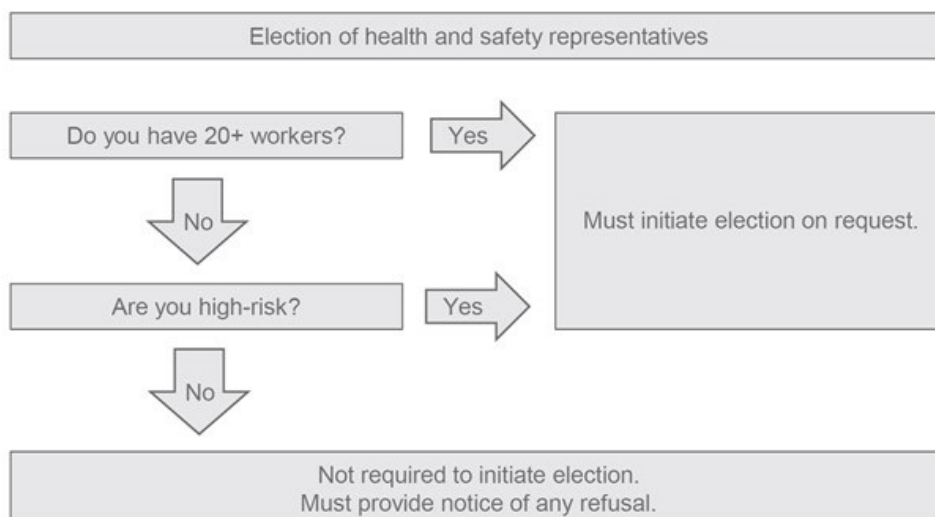 Election of health and safety representatives
Do you have 20+ workers?
Yes
Must initiate election on request.
No
Are you high-risk?
Yes
No
Not required to initiate election.
Must provide notice of any refusal.